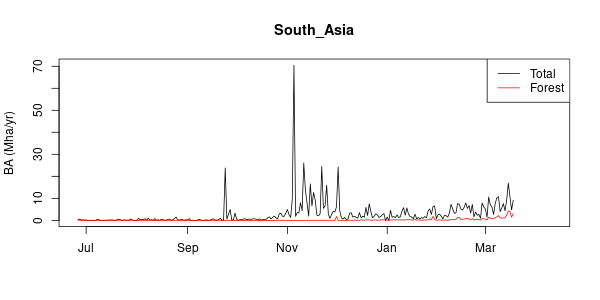 South_Asia
Total
Forest
BA (Mha/yr)
70
50
30
10
0
Jul
Sep
Nov
Jan
Mar